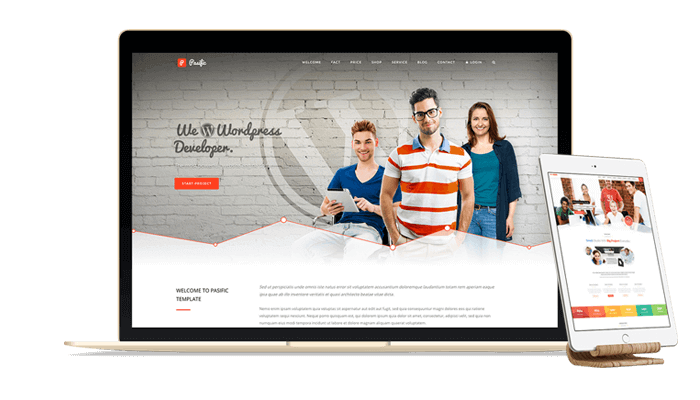 Pasific
WELCOME FACT PRICE SHOP SERVICE BLOG CONTACT LOGIN
We Wordpress
Developer.
START PROJECT
WELCOME TO PASIFIC
TEMPLATE
Sed ut perspiciatis unde omnis iste natus error sit voluptatem accusantium doloremque laudantium totam rem aperiam eaque
ipsa quae ab illo inventore veritatis et quasi architecto beatae vitae dicta
Nemo enim ipsam voluptatem quia voluptas sit aspernatur aut odit aut fugit, sed quia consequuntur magni dolores eos qui ratione
voluptatem sequi nesciunt. Neque porro quisquam est, qui dolorem ipsum quia dolor sit amet, consectetur, adipisci velit, sed quia non
numquam eius modi tempora incidunt ut labore et dolore magnam aliquam quaerat voluptatem.